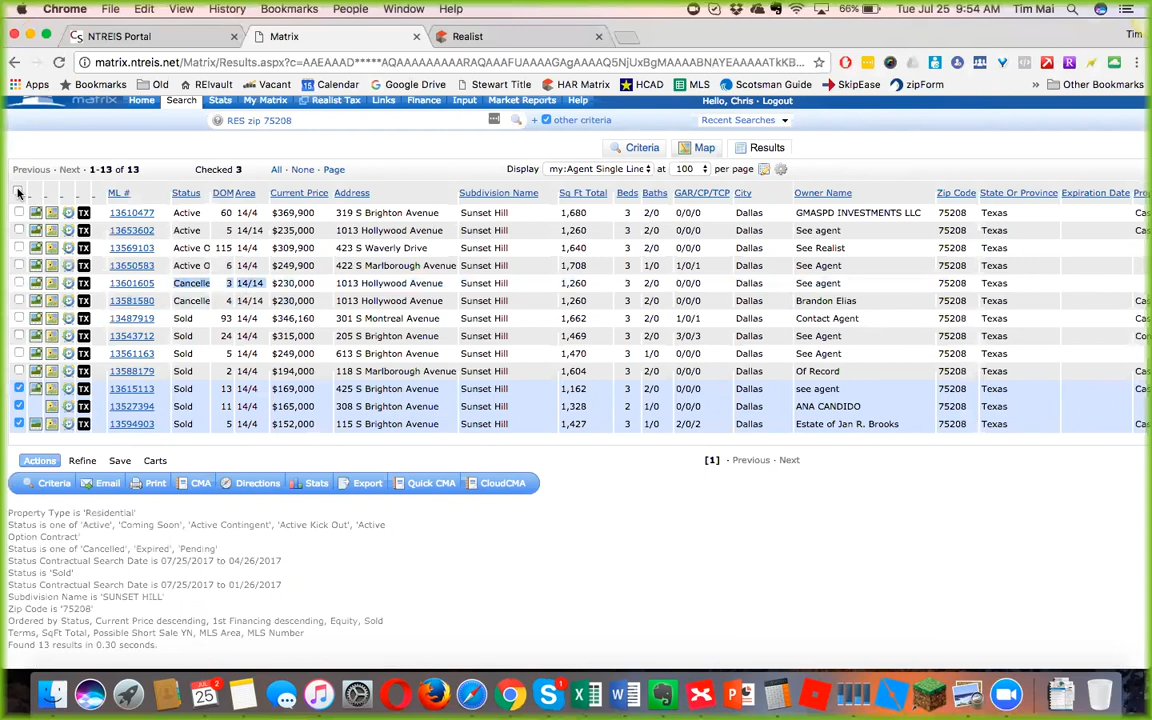 Chrome File Edit View History Bookmarks People Window Help 66% Tue Jul 25 9:54 AM Tim Mai
NTREIS Portal Matrix Realist Tim
matrix.ntreis.net/Matrix/Results.aspx?c=AAEAAAD*****AQAAAAAAAAARAQAAAFUAAAAGAgAAAAQ5NjUxBgMAAAABNAYEAAAAATkKB...
Apps Bookmarks Old REIvault Vacant Calendar Google Drive Stewart Title HAR Matrix HCAD MLS Scotsman Guide SkipEase zipForm » Other Bookmarks
matrix Home Search Stats My Matrix Realist Tax Links Finance Input Market Reports Help Hello, Chris · Logout
RES zip 75208 + other criteria Recent Searches
Criteria Map Results
Previous · Next · 1-13 of 13 Checked 3 All · None · Page Display my:Agent Single Line at 100 per page
ML # Status DOM Area Current Price Address Subdivision Name Sq Ft Total Beds Baths GAR/CP/TCP City Owner Name Zip Code State Or Province Expiration Date Prop
TX 13610477 Active 60 14/4 $369,900 319 S Brighton Avenue Sunset Hill 1,680 3 2/0 0/0/0 Dallas GMASPD INVESTMENTS LLC 75208 Texas Cas
TX 13653602 Active 5 14/14 $235,000 1013 Hollywood Avenue Sunset Hill 1,260 3 2/0 0/0/0 Dallas See agent 75208 Texas Cas
TX 13569103 Active O 115 14/4 $309,900 423 S Waverly Drive Sunset Hill 1,640 3 2/0 0/0/0 Dallas See Realist 75208 Texas
TX 13650583 Active O 6 14/4 $249,900 422 S Marlborough Avenue Sunset Hill 1,708 3 1/0 1/0/1 Dallas See Agent 75208 Texas
TX 13601605 Cancelle 3 14/14 $230,000 1013 Hollywood Avenue Sunset Hill 1,260 3 2/0 0/0/0 Dallas See agent 75208 Texas
TX 13581580 Cancelle 4 14/14 $230,000 1013 Hollywood Avenue Sunset Hill 1,260 3 2/0 0/0/0 Dallas Brandon Elias 75208 Texas Cas
TX 13487919 Sold 93 14/4 $346,160 301 S Montreal Avenue Sunset Hill 1,662 3 2/0 1/0/1 Dallas Contact Agent 75208 Texas Cas
TX 13543712 Sold 24 14/4 $315,000 205 S Brighton Avenue Sunset Hill 1,469 3 2/0 3/0/3 Dallas See Agent 75208 Texas Con
TX 13561163 Sold 5 14/4 $249,000 613 S Brighton Avenue Sunset Hill 1,470 3 1/0 0/0/0 Dallas See Agent 75208 Texas
TX 13588179 Sold 2 14/4 $194,000 118 S Marlborough Avenue Sunset Hill 1,604 3 2/0 0/0/0 Dallas Of Record 75208 Texas
TX 13615113 Sold 13 14/4 $169,000 425 S Brighton Avenue Sunset Hill 1,162 3 2/0 0/0/0 Dallas see agent 75208 Texas Cas
TX 13527394 Sold 11 14/4 $165,000 308 S Brighton Avenue Sunset Hill 1,328 2 1/0 0/0/0 Dallas ANA CANDIDO 75208 Texas Cas
TX 13594903 Sold 5 14/4 $152,000 115 S Brighton Avenue Sunset Hill 1,427 3 1/0 2/0/2 Dallas Estate of Jan R. Brooks 75208 Texas Cas
Actions Refine Save Carts [1] · Previous · Next
Criteria Email Print CMA Directions Stats Export Quick CMA CloudCMA
Property Type is 'Residential'
Status is one of 'Active', 'Coming Soon', 'Active Contingent', 'Active Kick Out', 'Active
Option Contract'
Status is one of 'Cancelled', 'Expired', 'Pending'
Status Contractual Search Date is 07/25/2017 to 04/26/2017
Status is 'Sold'
Status Contractual Search Date is 07/25/2017 to 01/26/2017
Subdivision Name is 'SUNSET HILL'
Zip Code is '75208'
Ordered by Status, Current Price descending, 1st Financing descending, Equity, Sold
Terms, SqFt Total, Possible Short Sale YN, MLS Area, MLS Number
Found 13 results in 0.30 seconds.